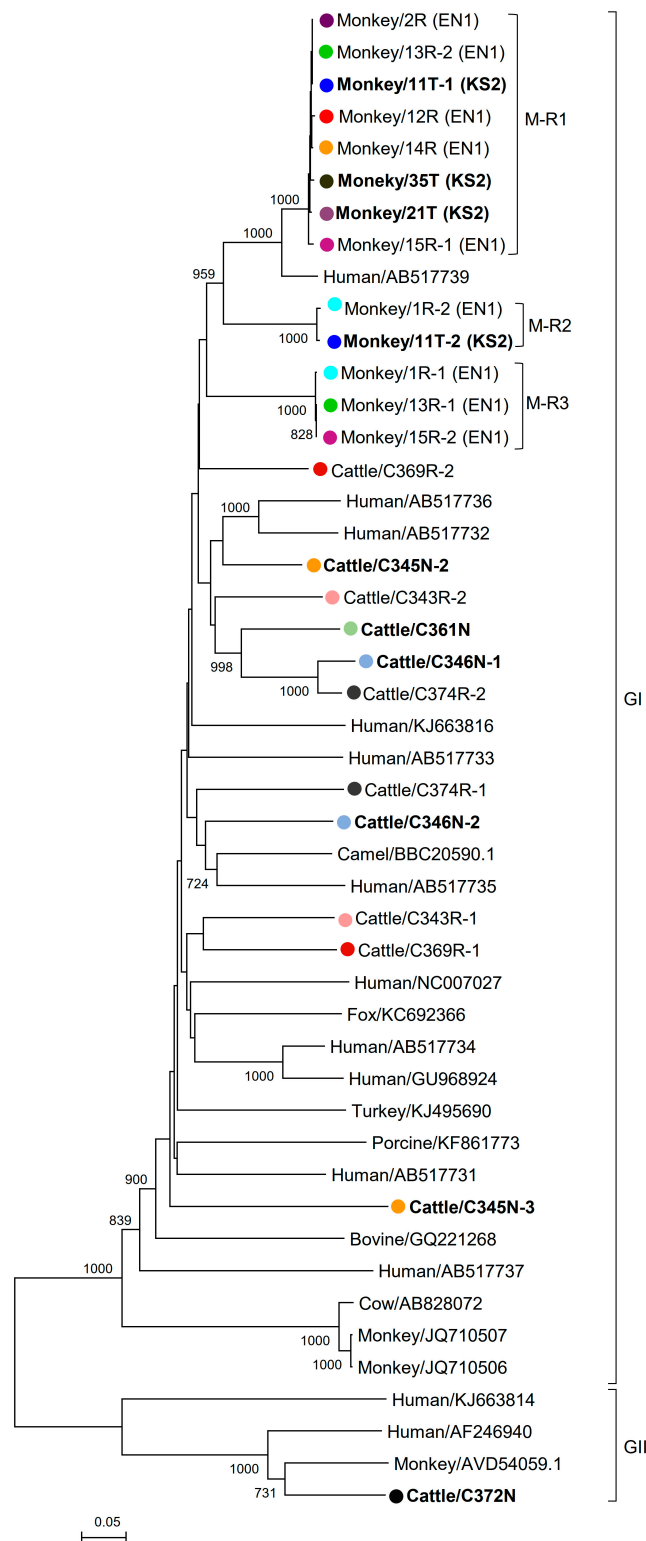 Monkey/2R (EN1)
Monkey/13R-2 (EN1)
Monkey/11T-1 (KS2)
Monkey/12R (EN1)
M-R1
Monkey/14R (EN1)
Moneky/35T (KS2)
1000
Monkey/21T (KS2)
1000
Monkey/15R-1 (EN1)
959
Human/AB517739
Monkey/1R-2 (EN1)
M-R2
1000
Monkey/11T-2 (KS2)
Monkey/1R-1 (EN1)
1000
Monkey/13R-1 (EN1)
M-R3
828
Monkey/15R-2 (EN1)
Cattle/C369R-2
1000
Human/AB517736
Human/AB517732
Cattle/C345N-2
Cattle/C343R-2
Cattle/C361N
998
Cattle/C346N-1
1000
Cattle/C374R-2
GI
Human/KJ663816
Human/AB517733
Cattle/C374R-1
Cattle/C346N-2
Camel/BBC20590.1
724
Human/AB517735
Cattle/C343R-1
Cattle/C369R-1
Human/NC007027
Fox/KC692366
Human/AB517734
1000
Human/GU968924
Turkey/KJ495690
Porcine/KF861773
900
Human/AB517731
Cattle/C345N-3
839
Bovine/GQ221268
1000
Human/AB517737
Cow/AB828072
1000
Monkey/JQ710507
1000
Monkey/JQ710506
Human/KJ663814
Human/AF246940
GII
1000
Monkey/AVD54059.1
731
Cattle/C372N
0.05